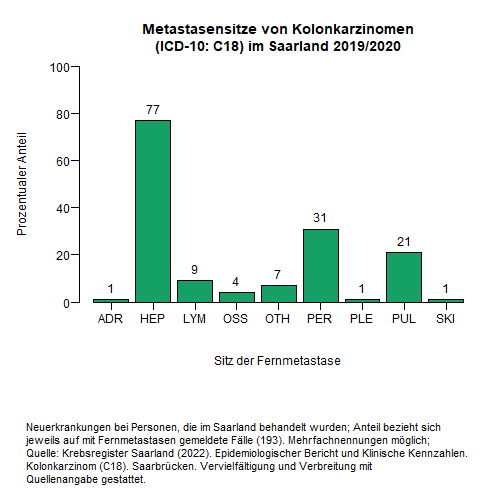 Metastasensitze von Kolonkarzinomen
(ICD-10: C18) im Saarland 2019/2020
Prozentualer Anteil
100
80
60
40
20
0
1
77
9
4
7
31
1
21
1
ADR HEP LYM OSS OTH PER PLE PUL SKI
Sitz der Fernmetastase
Neuerkrankungen bei Personen, die im Saarland behandelt wurden; Anteil bezieht sich
jeweils auf mit Fernmetastasen gemeldete Fälle (193). Mehrfachnennungen möglich;
Quelle: Krebsregister Saarland (2022). Epidemiologischer Bericht und Klinische Kennzahlen.
Kolonkarzinom (C18). Saarbrücken. Vervielfältigung und Verbreitung mit
Quellenangabe gestattet.